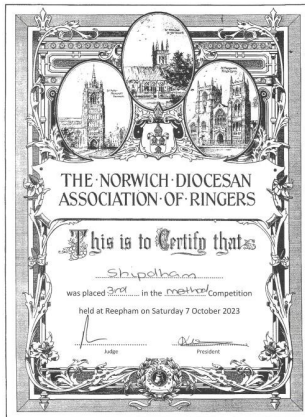 THE·NORWICH·DIOCESAN
ASSOCIATION·OF·RINGERS
This is to Certify that
Shipdham
was placed 3rd in the method Competition
held at Reepham on Saturday 7 October 2023
Judge
President